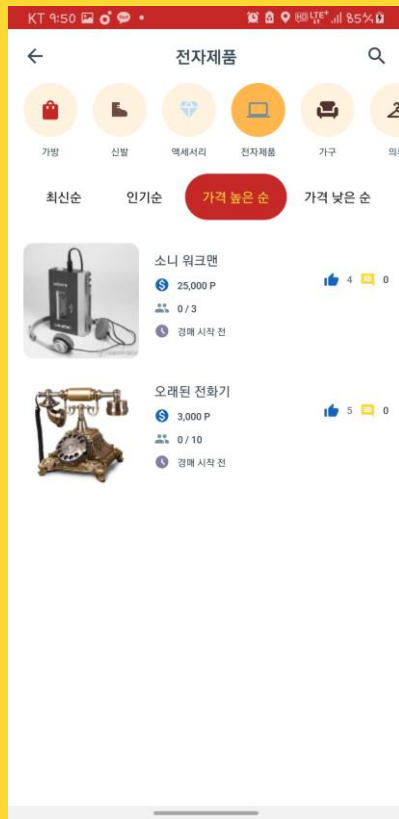 KT 9:50
85%
전자제품
가방
신발
액세서리
전자제품
가구
최신순
인기순
가격 높은 순
가격 낮은 순
소니 워크맨
25,000 P
4
0
0 / 3
경매 시작 전
오래된 전화기
3,000 P
5
0
0 / 10
경매 시작 전